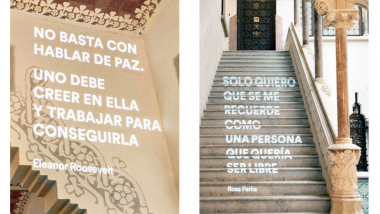 NO BASTA CON
HABLAR DE PAZ.
UNO DEBE
CREER EN ELLA
Y TRABAJAR PARA
CONSEGUIRLA
Eleanor Roosevelt
SOLO QUIERO
QUE SE ME
RECUERDE
COMO
UNA PERSONA
QUE QUERÍA
SER LIBRE
Rosa Parks